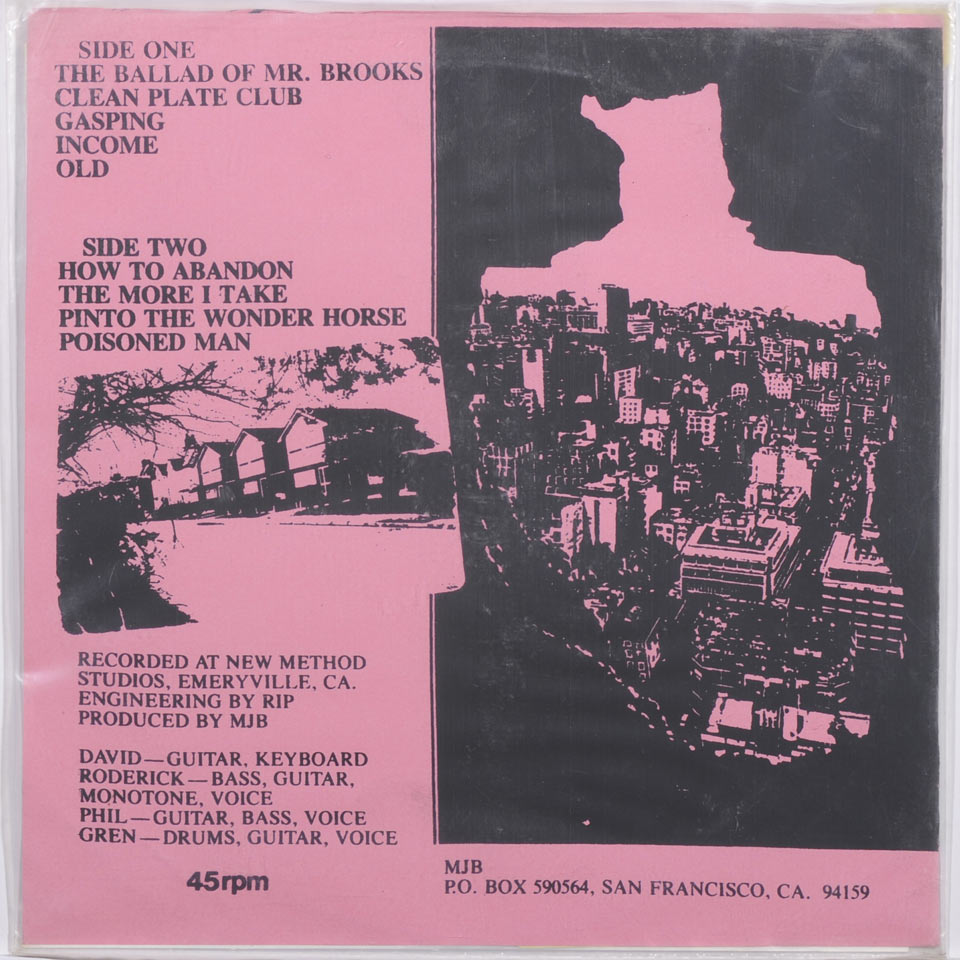 SIDE ONE
THE BALLAD OF MR. BROOKS
CLEAN PLATE CLUB
GASPING
INCOME
OLD
SIDE TWO
HOW TO ABANDON
THE MORE I TAKE
PINTO THE WONDER HORSE
POISONED MAN
RECORDED AT NEW METHOD
STUDIOS, EMERYVILLE, CA.
ENGINEERING BY RIP
PRODUCED BY MJB
DAVID—GUITAR, KEYBOARD
RODERICK—BASS, GUITAR,
MONOTONE, VOICE
PHIL—GUITAR, BASS, VOICE
GREN—DRUMS, GUITAR, VOICE
45rpm
MJB
P.O. BOX 590564, SAN FRANCISCO, CA. 94159